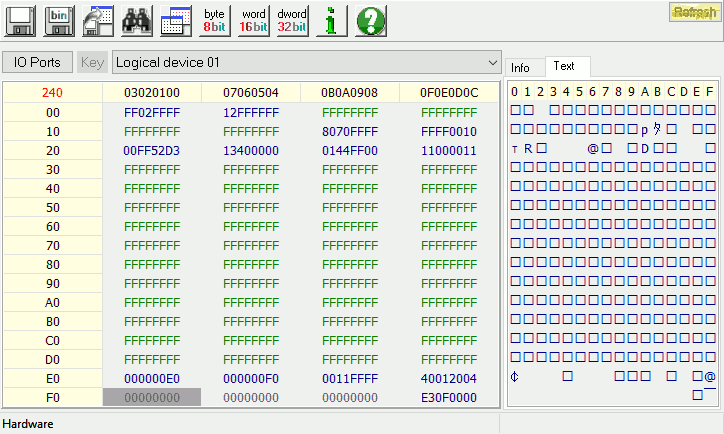 bin
byte 8bit
word 16bit
dword 32bit
Refresh
IO Ports Key Logical device 01
Info Text
240 03020100 07060504 0B0A0908 0F0E0D0C
00 FF02FFFF 12FFFFFF FFFFFFFF FFFFFFFF
10 FFFFFFFF FFFFFFFF 8070FFFF FFFF0010
20 00FF52D3 13400000 0144FF00 11000011
30 FFFFFFFF FFFFFFFF FFFFFFFF FFFFFFFF
40 FFFFFFFF FFFFFFFF FFFFFFFF FFFFFFFF
50 FFFFFFFF FFFFFFFF FFFFFFFF FFFFFFFF
60 FFFFFFFF FFFFFFFF FFFFFFFF FFFFFFFF
70 FFFFFFFF FFFFFFFF FFFFFFFF FFFFFFFF
80 FFFFFFFF FFFFFFFF FFFFFFFF FFFFFFFF
90 FFFFFFFF FFFFFFFF FFFFFFFF FFFFFFFF
A0 FFFFFFFF FFFFFFFF FFFFFFFF FFFFFFFF
B0 FFFFFFFF FFFFFFFF FFFFFFFF FFFFFFFF
C0 FFFFFFFF FFFFFFFF FFFFFFFF FFFFFFFF
D0 FFFFFFFF FFFFFFFF FFFFFFFF FFFFFFFF
E0 000000E0 000000F0 0011FFFF 40012004
F0 00000000 00000000 00000000 E30F0000
0 1 2 3 4 5 6 7 8 9 A B C D E F
p
T R @ D
¢ @
Hardware